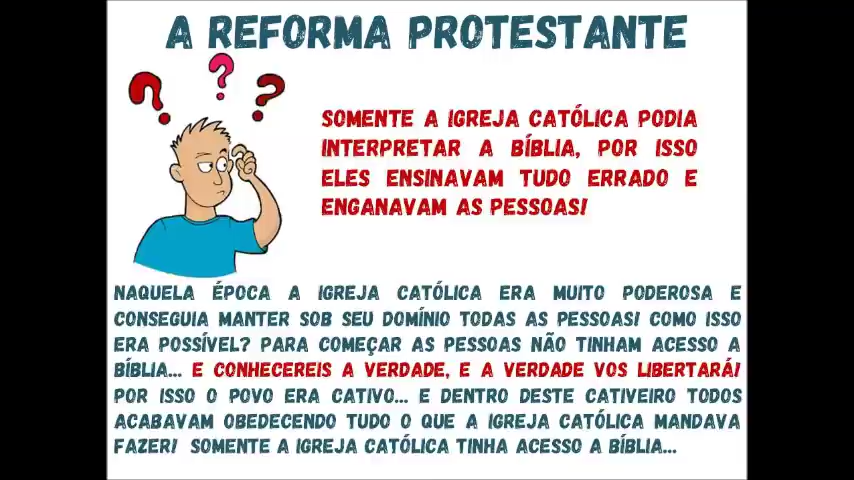 A REFORMA PROTESTANTE
? ? ?
SOMENTE A IGREJA CATÓLICA PODIA
INTERPRETAR A BÍBLIA, POR ISSO
ELES ENSINAVAM TUDO ERRADO E
ENGANAVAM AS PESSOAS!
NAQUELA ÉPOCA A IGREJA CATÓLICA ERA MUITO PODEROSA E
CONSEGUIA MANTER SOB SEU DOMÍNIO TODAS AS PESSOAS! COMO ISSO
ERA POSSÍVEL? PARA COMEÇAR AS PESSOAS NÃO TINHAM ACESSO A
BÍBLIA... E CONHECEREIS A VERDADE, E A VERDADE VOS LIBERTARÁ!
POR ISSO O POVO ERA CATIVO... E DENTRO DESTE CATIVEIRO TODOS
ACABAVAM OBEDECENDO TUDO O QUE A IGREJA CATÓLICA MANDAVA
FAZER! SOMENTE A IGREJA CATÓLICA TINHA ACESSO A BÍBLIA...